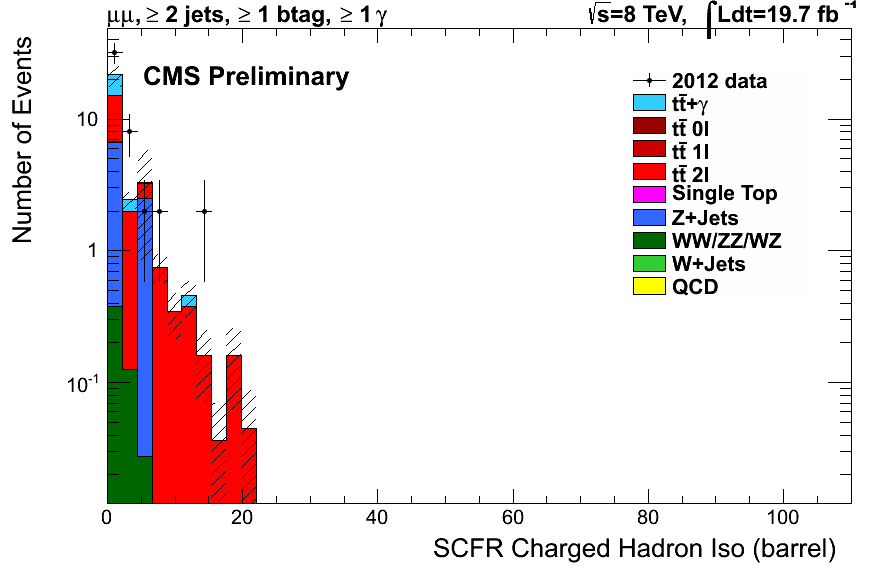 μμ, ≥ 2 jets, ≥ 1 btag, ≥ 1 γ
√s=8 TeV, ∫Ldt=19.7 fb⁻¹
CMS Preliminary
Number of Events
10
1
10⁻¹
2012 data
tt̄+γ
tt̄ 0l
tt̄ 1l
tt̄ 2l
Single Top
Z+Jets
WW/ZZ/WZ
W+Jets
QCD
0 20 40 60 80 100
SCFR Charged Hadron Iso (barrel)